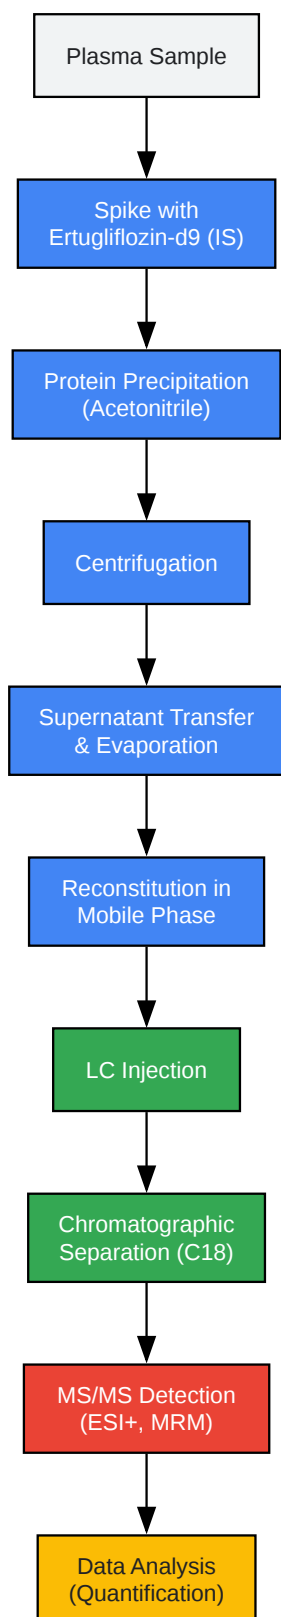 Plasma Sample
Spike with
Ertugliflozin-d9 (IS)
Protein Precipitation
(Acetonitrile)
Centrifugation
Supernatant Transfer
& Evaporation
Reconstitution in
Mobile Phase
LC Injection
Chromatographic
Separation (C18)
MS/MS Detection
(ESI+, MRM)
Data Analysis
(Quantification)